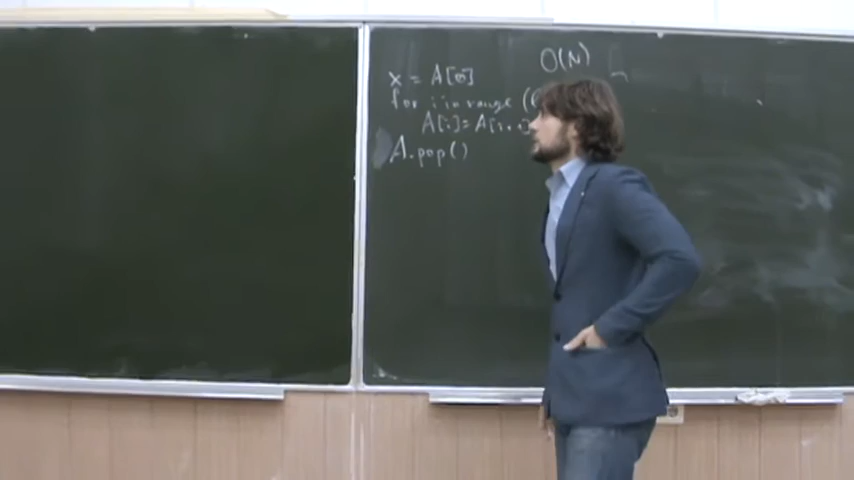 O(N)
x = A[0]
for i in range (
A[i]=A[i
A.pop()